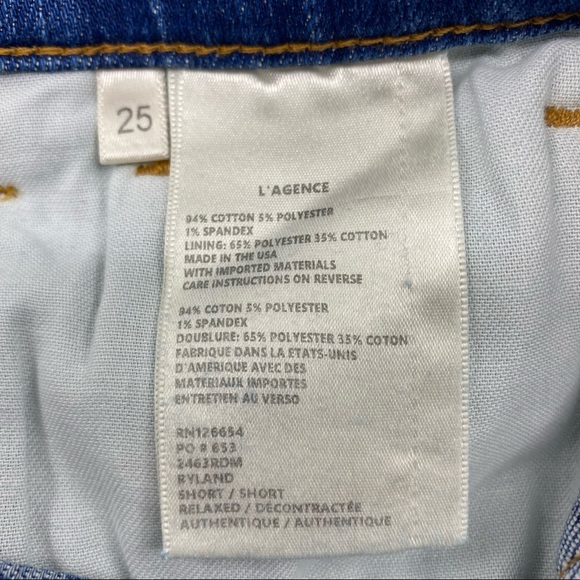 25
L'AGENCE
94% COTTON 5% POLYESTER
1% SPANDEX
LINING: 65% POLYESTER 35% COTTON
MADE IN THE USA
WITH IMPORTED MATERIALS
CARE INSTRUCTIONS ON REVERSE
94% COTON 5% POLYESTER
1% SPANDEX
DOUBLURE: 65% POLYESTER 35% COTON
FABRIQUE DANS LA ETATS-UNIS
D'AMÉRIQUE AVEC DES
MATERIAUX IMPORTES
ENTRETIEN AU VERSO
RN126654
PO # 653
2463RDM
RYLAND
SHORT / SHORT
RELAXED / DÉCONTRACTÉE
AUTHENTIQUE / AUTHENTIQUE